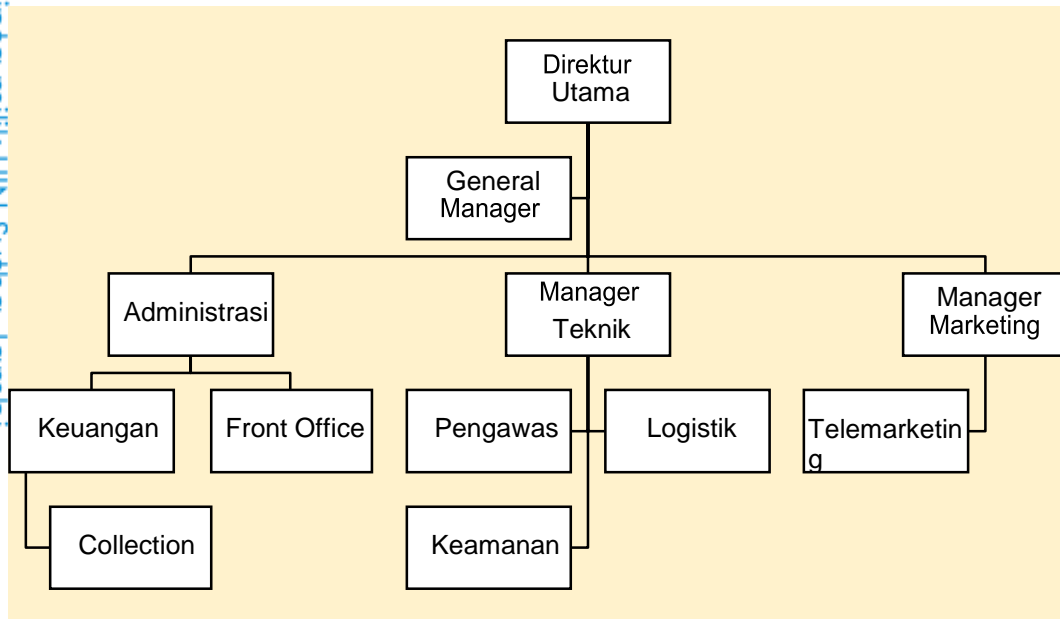 Direktur
Utama
General
Manager
Administrasi
Manager
Teknik
Manager
Marketing
Keuangan
Front Office
Pengawas
Logistik
Telemarketin
g
Collection
Keamanan